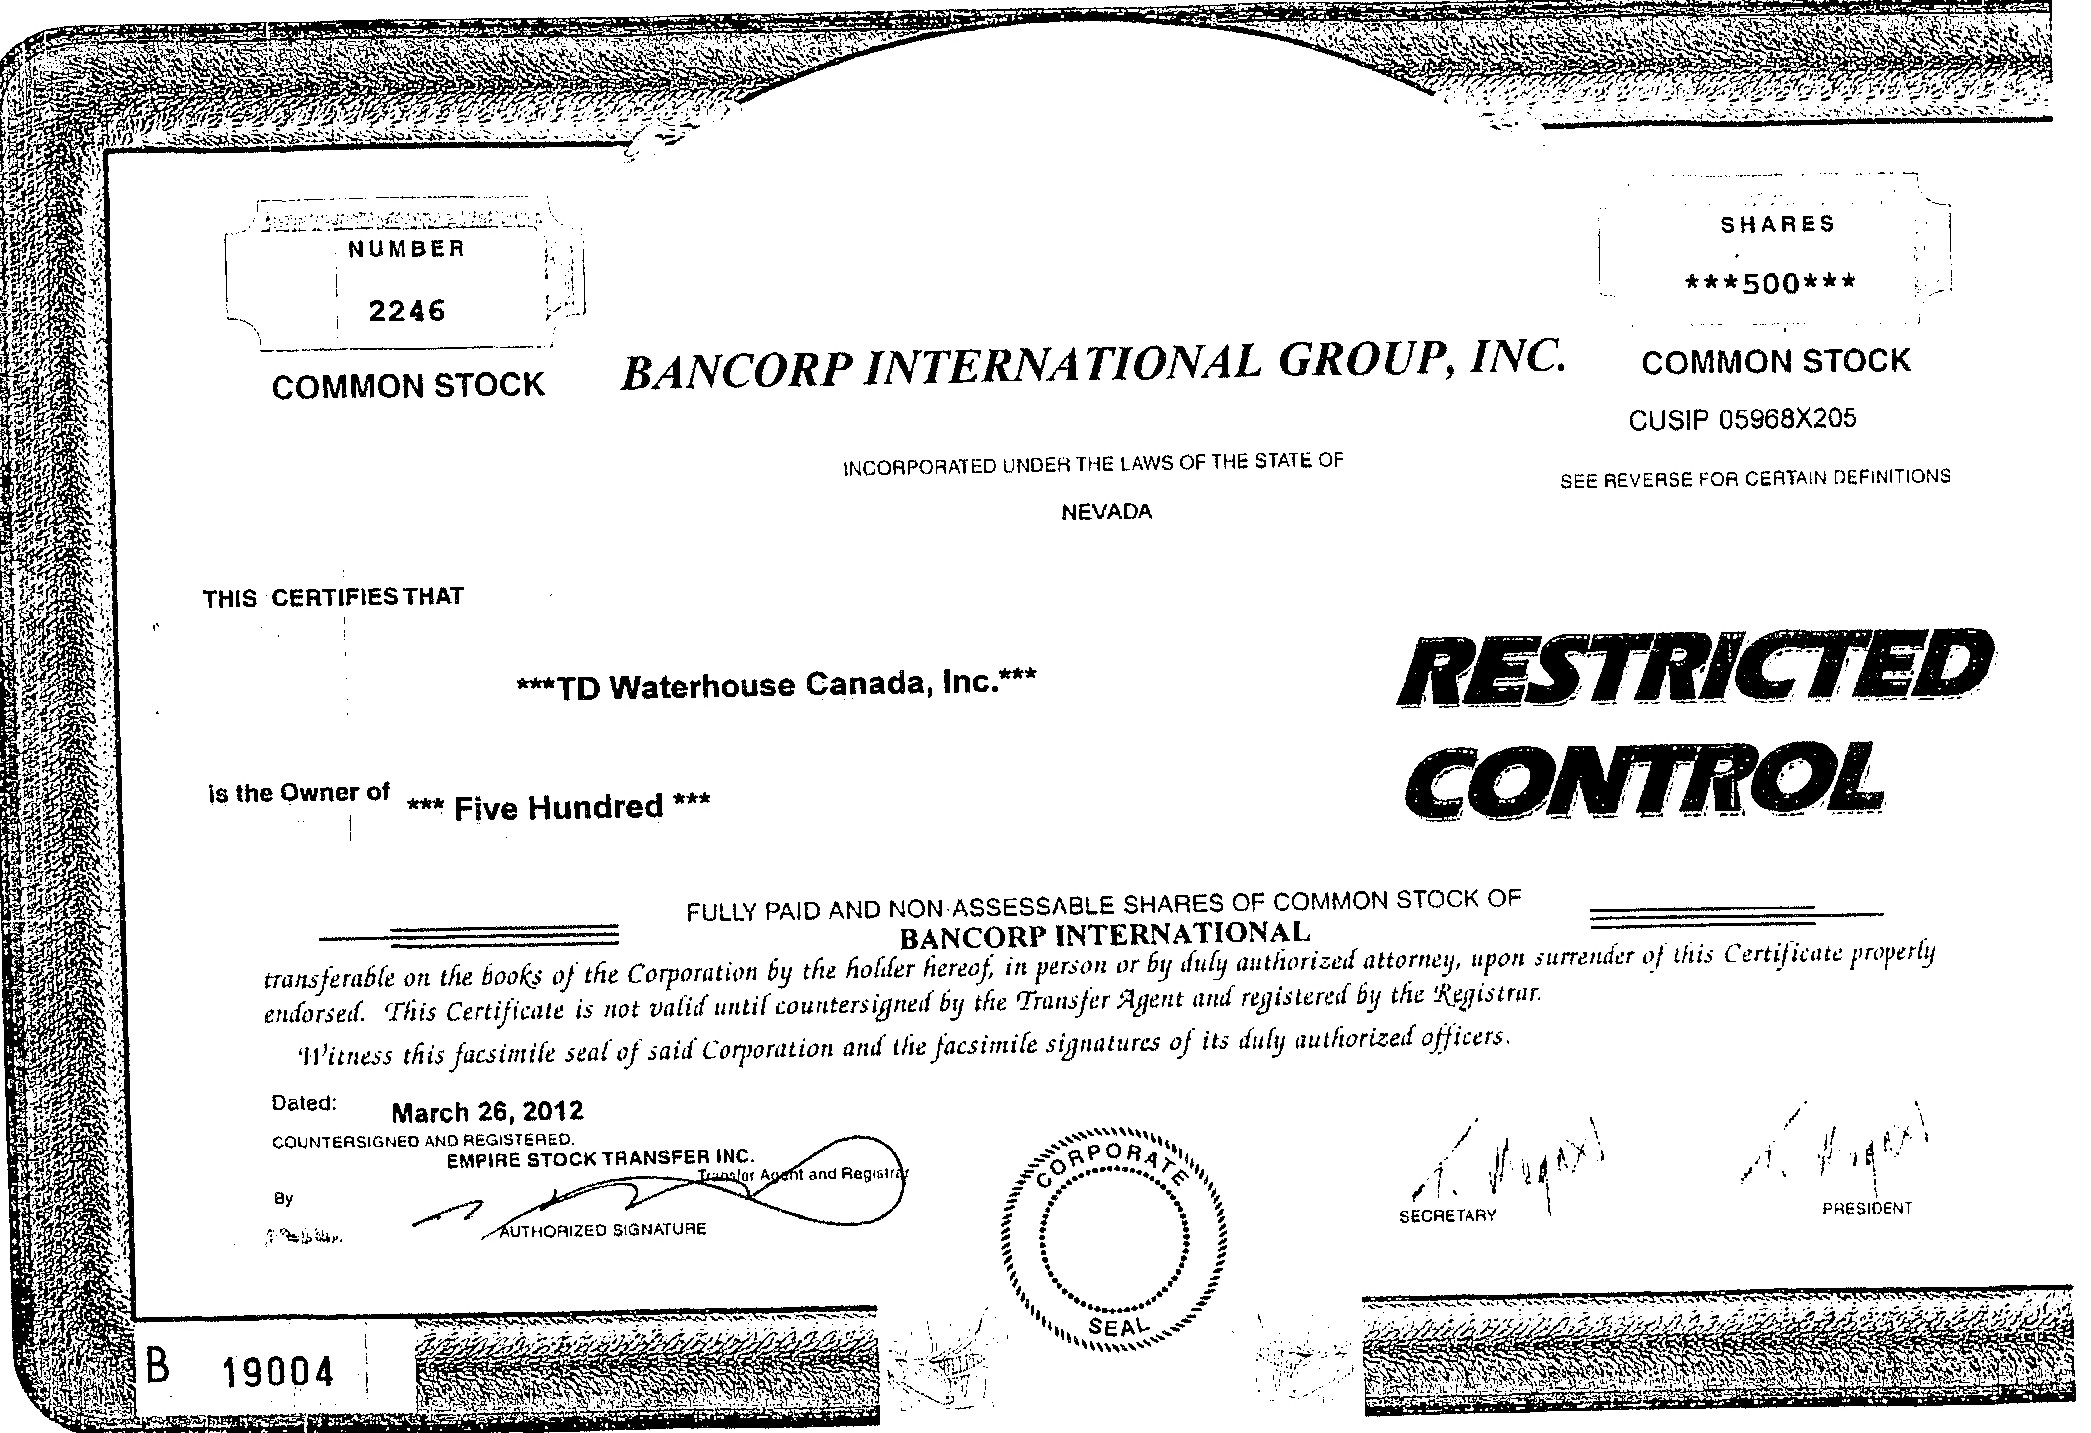 NUMBER
2246
COMMON STOCK
SHARES
***500***
COMMON STOCK
CUSIP 05968X205
SEE REVERSE FOR CERTAIN DEFINITIONS
BANCORP INTERNATIONAL GROUP, INC.
INCORPORATED UNDER THE LAWS OF THE STATE OF
NEVADA
THIS CERTIFIES THAT
***TD Waterhouse Canada, Inc.***
RESTRICTED
CONTROL
is the Owner of *** Five Hundred ***
FULLY PAID AND NON-ASSESSABLE SHARES OF COMMON STOCK OF
BANCORP INTERNATIONAL
transferable on the books of the Corporation by the holder hereof, in person or by duly authorized attorney, upon surrender of this Certificate properly
endorsed. This Certificate is not valid until countersigned by the Transfer Agent and registered by the Registrar.
Witness this facsimile seal of said Corporation and the facsimile signatures of its duly authorized officers.
Dated: March 26, 2012
COUNTERSIGNED AND REGISTERED.
EMPIRE STOCK TRANSFER INC.
Transfer Agent and Registrar
By
AUTHORIZED SIGNATURE
CORPORATE
SEAL
SECRETARY
PRESIDENT
B 19004